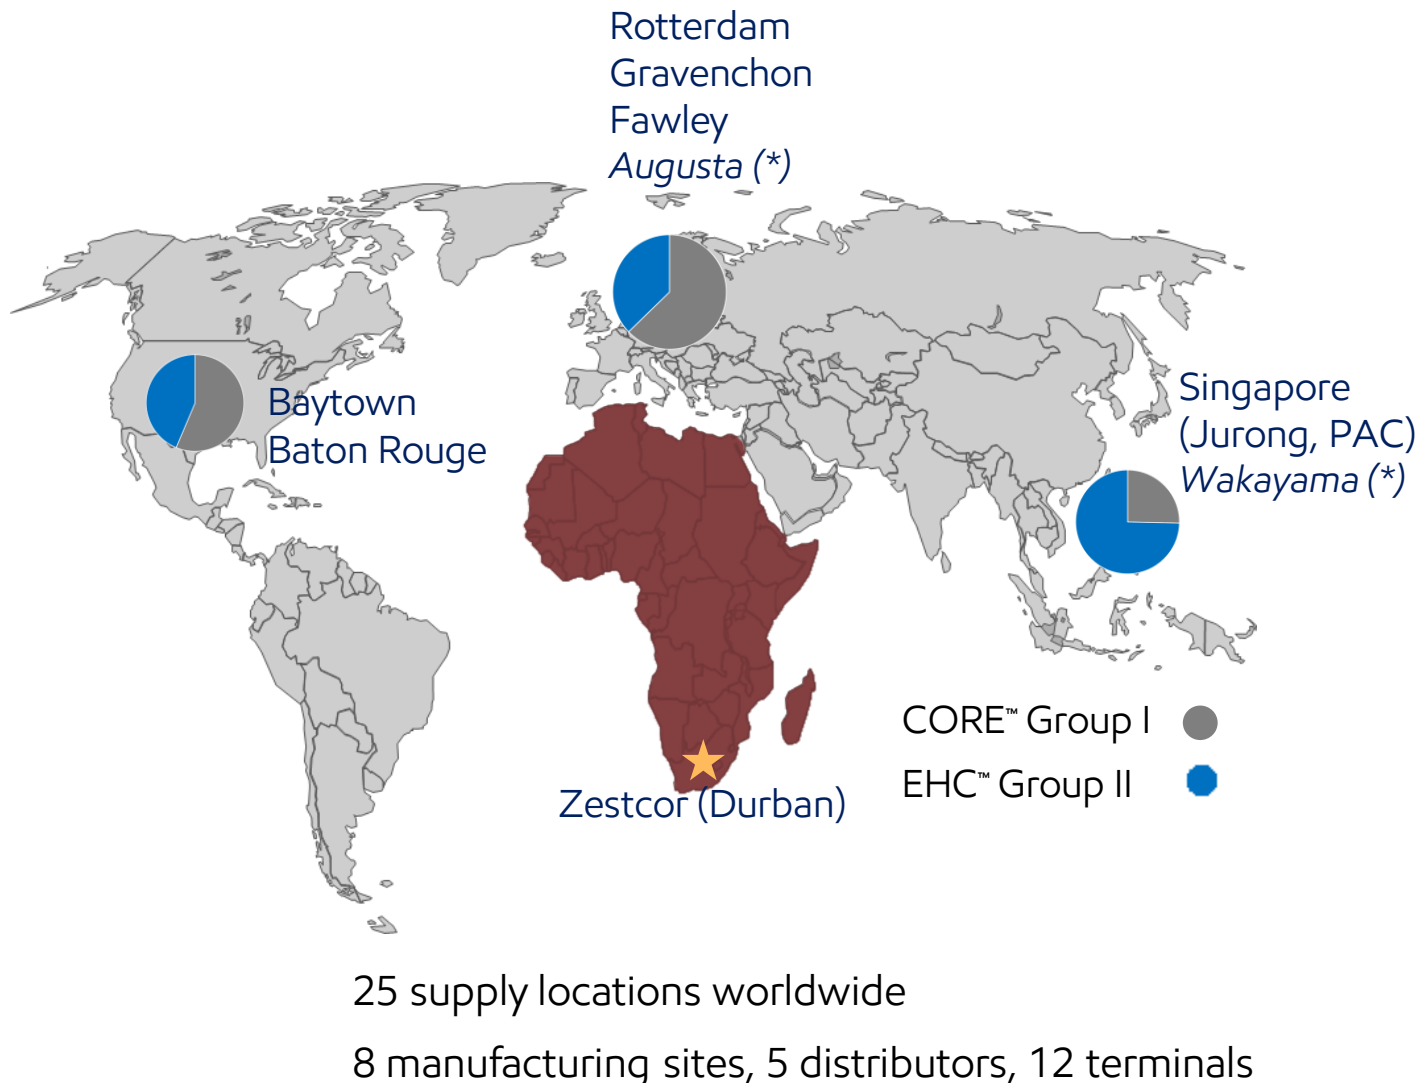 Rotterdam
Gravenchon
Fawley
Augusta (*)
Baytown
Baton Rouge
Singapore
(Jurong, PAC)
Wakayama (*)
CORE™ Group I
EHC™ Group II
Zestcor (Durban)
25 supply locations worldwide
8 manufacturing sites, 5 distributors, 12 terminals